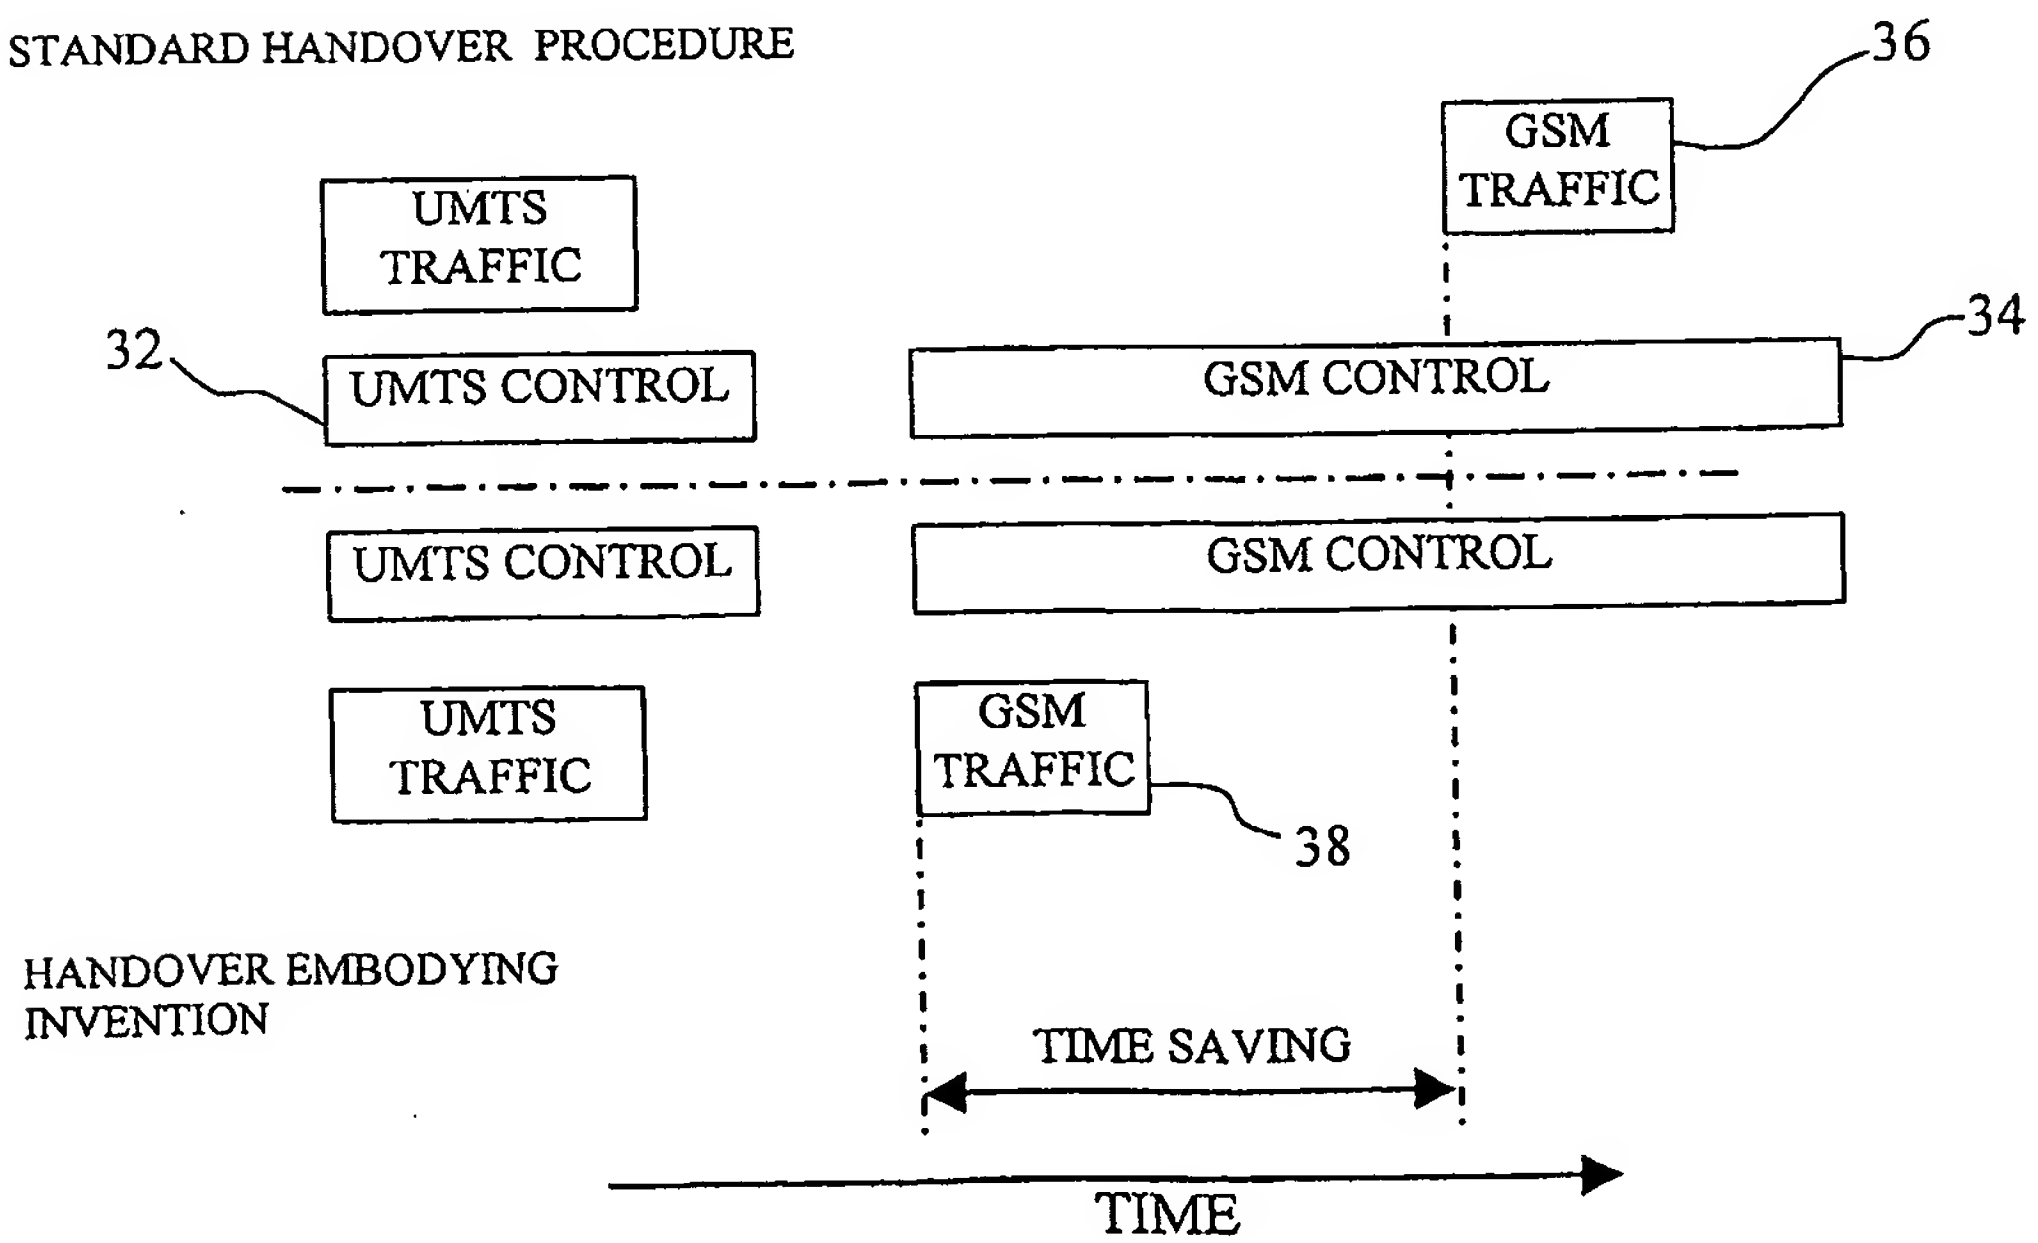 STANDARD HANDOVER PROCEDURE
36
GSM
TRAFFIC
UMTS
TRAFFIC
32
34
UMTS CONTROL
GSM CONTROL
UMTS CONTROL
GSM CONTROL
UMTS
TRAFFIC
GSM
TRAFFIC
38
HANDOVER EMBODYING
INVENTION
TIME SAVING
TIME